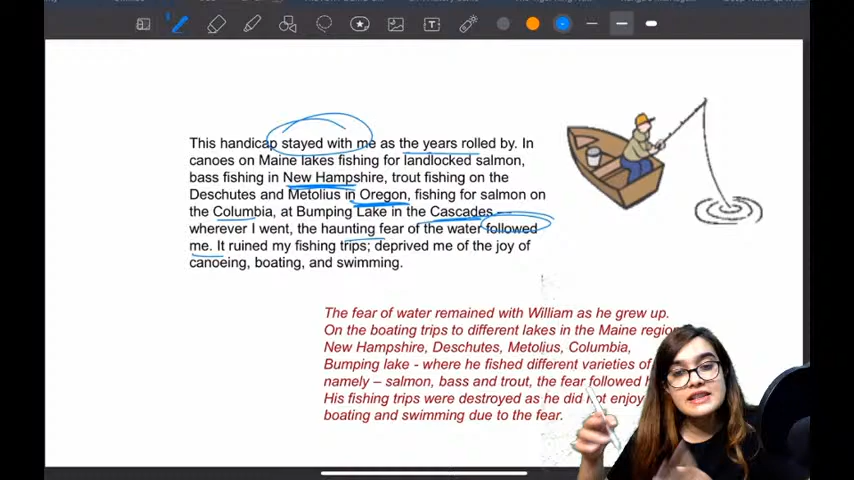 This handicap stayed with me as the years rolled by. In
canoes on Maine lakes fishing for landlocked salmon,
bass fishing in New Hampshire, trout fishing on the
Deschutes and Metolius in Oregon, fishing for salmon on
the Columbia, at Bumping Lake in the Cascades -
wherever I went, the haunting fear of the water followed
me. It ruined my fishing trips; deprived me of the joy of
canoeing, boating, and swimming.
The fear of water remained with William as he grew up.
On the boating trips to different lakes in the Maine region
New Hampshire, Deschutes, Metolius, Columbia,
Bumping lake - where he fished different varieties of
namely – salmon, bass and trout, the fear followed
His fishing trips were destroyed as he did not enjoy
boating and swimming due to the fear.